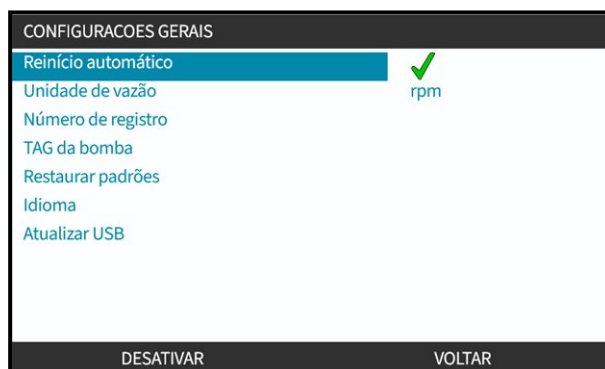 CONFIGURACOES GERAIS
Reinício automático
Unidade de vazão rpm
Número de registro
TAG da bomba
Restaurar padrões
Idioma
Atualizar USB
DESATIVAR VOLTAR